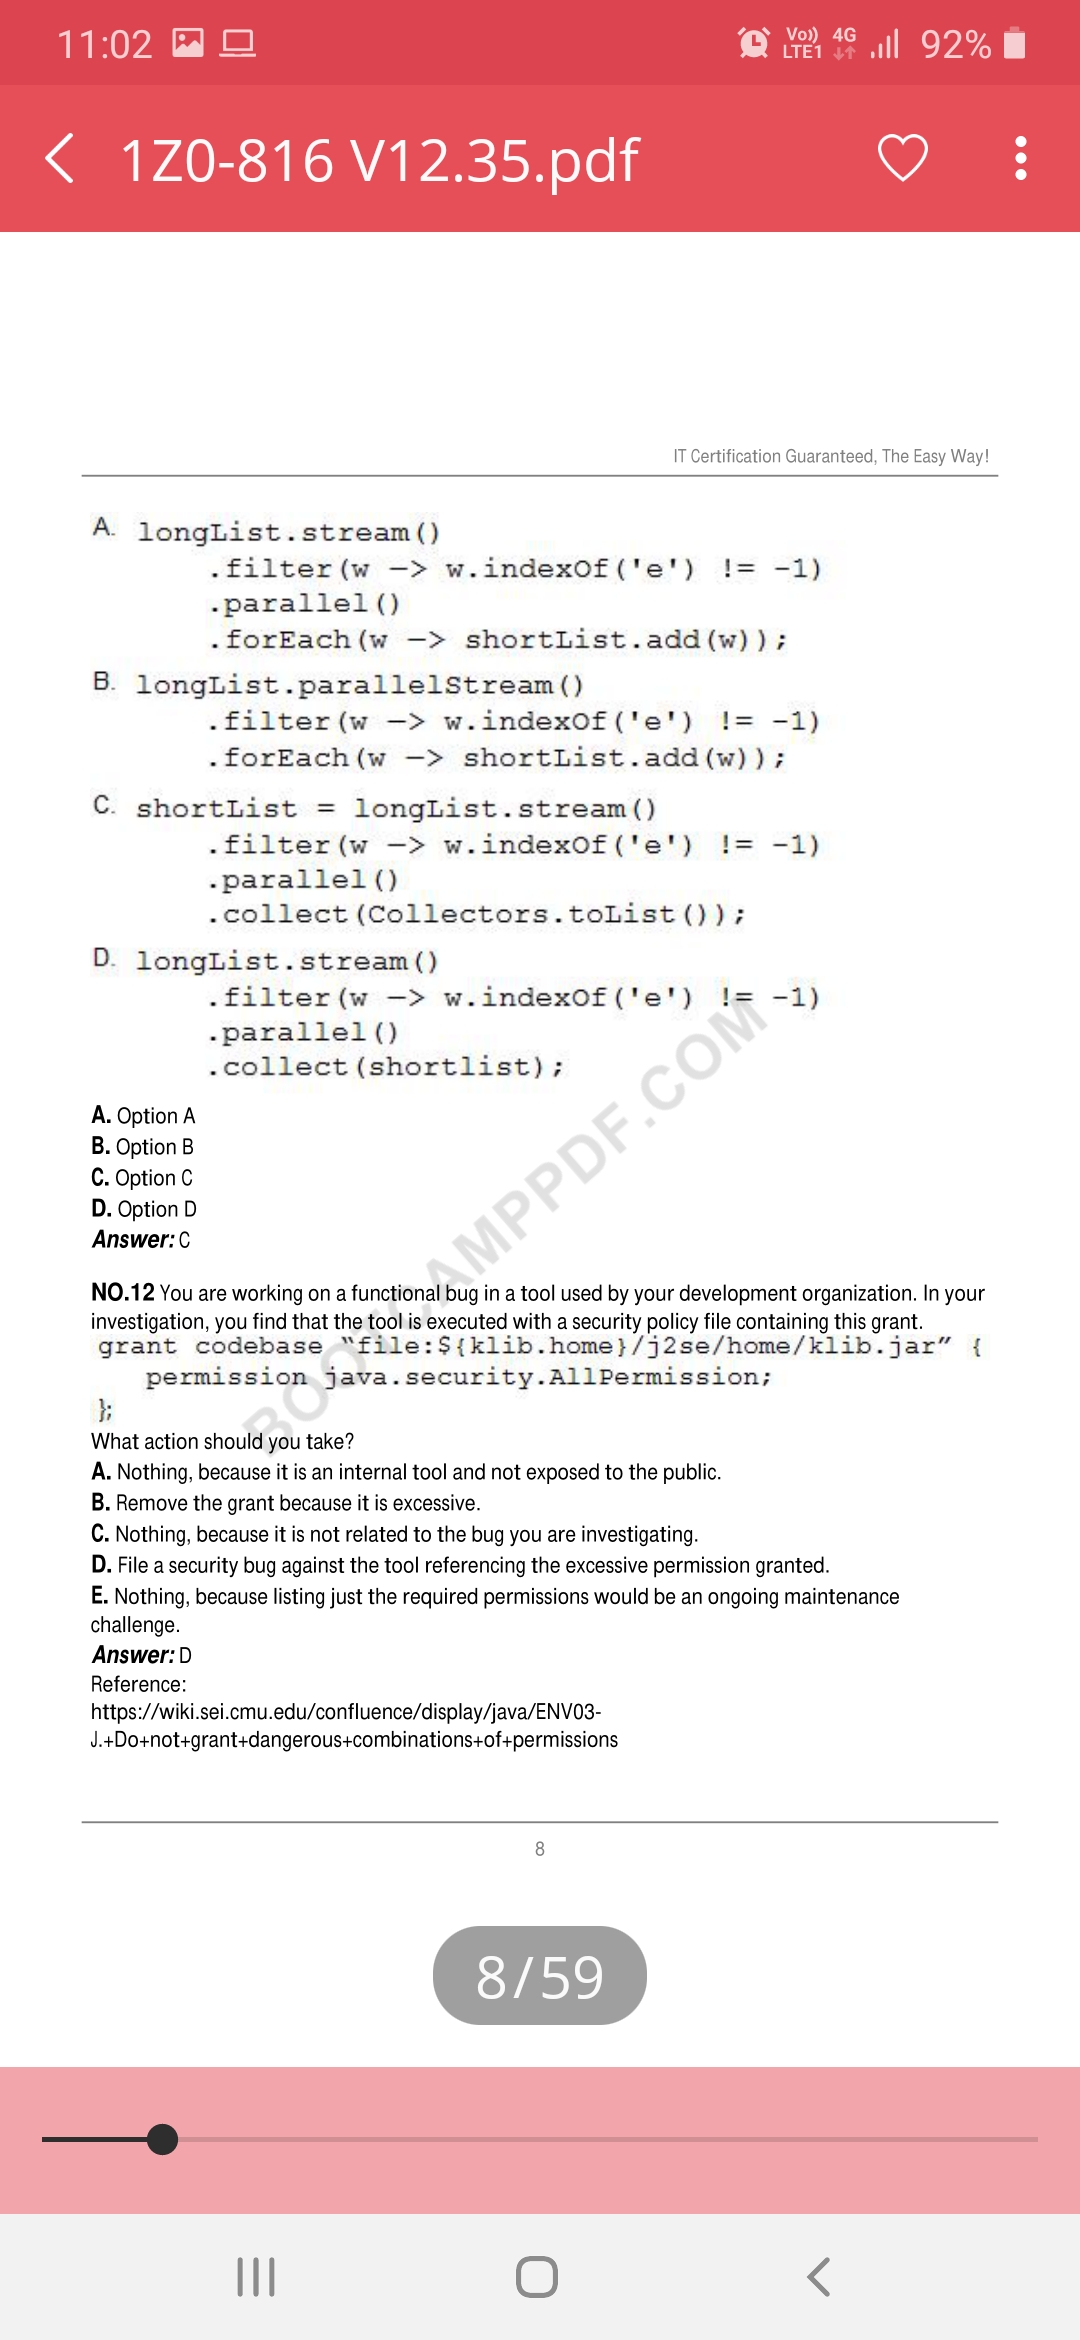 11:02
Vo)) 4G
LTE1
92%
1Z0-816 V12.35.pdf
IT Certification Guaranteed, The Easy Way!
A. longList.stream()
.filter(w -> w.indexOf('e') != -1)
.parallel()
.forEach(w -> shortList.add(w));
B. longList.parallelStream()
.filter(w -> w.indexOf('e') != -1)
.forEach(w -> shortList.add(w));
C. shortList = longList.stream()
.filter(w -> w.indexOf('e') != -1)
.parallel()
.collect(Collectors.toList());
D. longList.stream()
.filter(w -> w.indexOf('e') != -1)
.parallel()
.collect(shortlist);
A. Option A
B. Option B
C. Option C
D. Option D
Answer: C
BOOTCAMPPDF.COM
NO.12 You are working on a functional bug in a tool used by your development organization. In your
investigation, you find that the tool is executed with a security policy file containing this grant.
grant codebase "file:${klib.home}/j2se/home/klib.jar" {
permission java.security.AllPermission;
};
What action should you take?
A. Nothing, because it is an internal tool and not exposed to the public.
B. Remove the grant because it is excessive.
C. Nothing, because it is not related to the bug you are investigating.
D. File a security bug against the tool referencing the excessive permission granted.
E. Nothing, because listing just the required permissions would be an ongoing maintenance
challenge.
Answer: D
Reference:
https://wiki.sei.cmu.edu/confluence/display/java/ENV03-
J.+Do+not+grant+dangerous+combinations+of+permissions
8
8/59